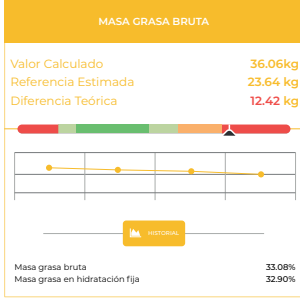 MASA GRASA BRUTA
Valor Calculado 36.06kg
Referencia Estimada 23.64 kg
Diferencia Teórica 12.42 kg
HISTORIAL
Masa grasa bruta 33.08%
Masa grasa en hidratación fija 32.90%